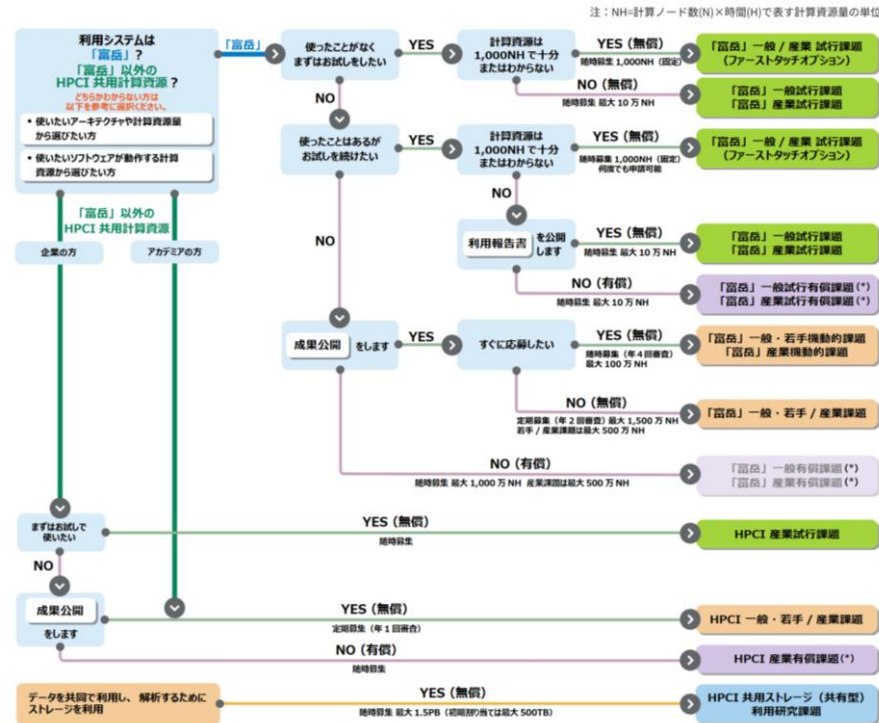 注：NH=計算ノード数(N)×時間(H)で表す計算資源量の単位
利用システムは
「富岳」？
「富岳」以外の
HPCI 共用計算資源？
どちらかわからない方は
以下を参考に選択ください。
• 使いたいアーキテクチャや計算資源量
から選びたい方
• 使いたいソフトウェアが動作する計算
資源から選びたい方
「富岳」
使ったことがなく
まずはお試しをしたい
YES
計算資源は
1,000NHで十分
またはわからない
YES（無償）
随時募集 1,000NH（固定）
「富岳」一般 / 産業 試行課題
（ファーストタッチオプション）
NO（無償）
随時募集 最大 10 万 NH
「富岳」一般試行課題
「富岳」産業試行課題
NO
使ったことはあるが
お試しを続けたい
YES
計算資源は
1,000NHで十分
またはわからない
YES（無償）
随時募集 1,000NH（固定）
何度でも申請可能
「富岳」一般 / 産業 試行課題
（ファーストタッチオプション）
NO
利用報告書 を公開
します
YES（無償）
随時募集 最大 10 万 NH
「富岳」一般試行課題
「富岳」産業試行課題
NO（有償）
随時募集 最大 10 万 NH
「富岳」一般試行有償課題(*)
「富岳」産業試行有償課題(*)
NO
成果公開 をします
YES
すぐに応募したい
YES（無償）
随時募集（年 4 回審査）
最大 100 万 NH
「富岳」一般・若手機動的課題
「富岳」産業機動的課題
NO（無償）
定期募集（年 2 回審査）最大 1,500 万 NH
若手 / 産業課題は最大 500 万 NH
「富岳」一般・若手 / 産業課題
NO（有償）
随時募集 最大 1,000 万 NH 産業課題は最大 500 万 NH
「富岳」一般有償課題(*)
「富岳」産業有償課題(*)
「富岳」以外の
HPCI 共用計算資源
企業の方
アカデミアの方
まずはお試しで
使いたい
YES（無償）
随時募集
HPCI 産業試行課題
NO
成果公開
をします
YES（無償）
定期募集（年 1 回審査）
HPCI 一般・若手 / 産業課題
NO（有償）
随時募集
HPCI 産業有償課題(*)
データを共同で利用し、解析するために
ストレージを利用
YES（無償）
随時募集 最大 1.5PB（初期割り当ては最大 500TB）
HPCI 共用ストレージ（共有型）
利用研究課題